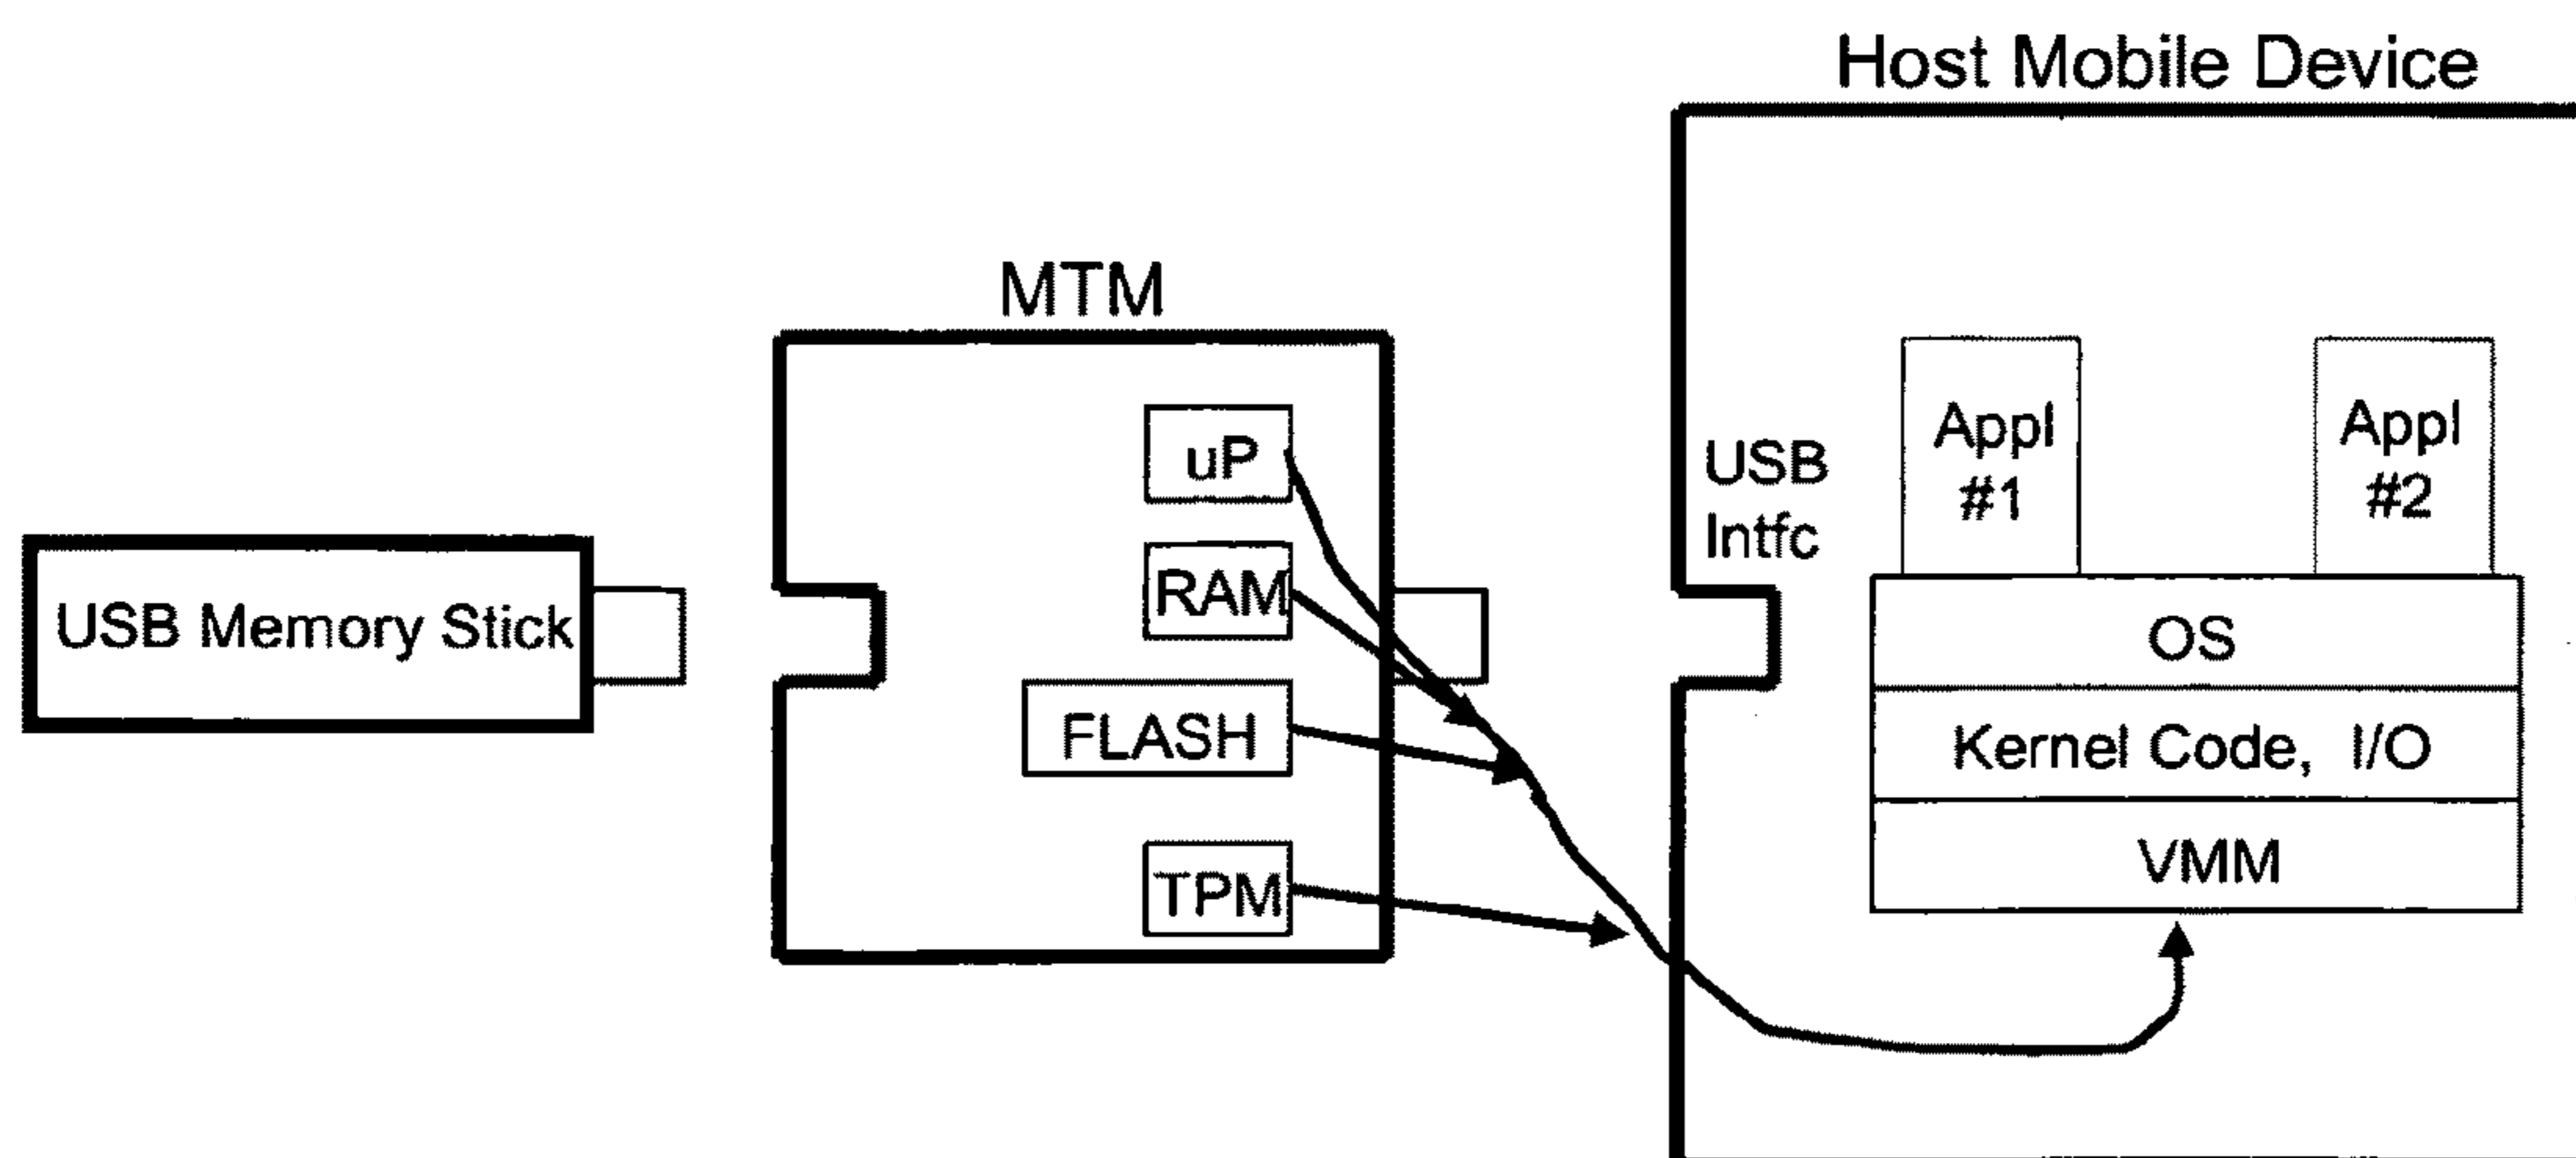 Host Mobile Device
MTM
uP
RAM
FLASH
TPM
USB Memory Stick
USB
Intfc
Appl
#1
Appl
#2
OS
Kernel Code, I/O
VMM